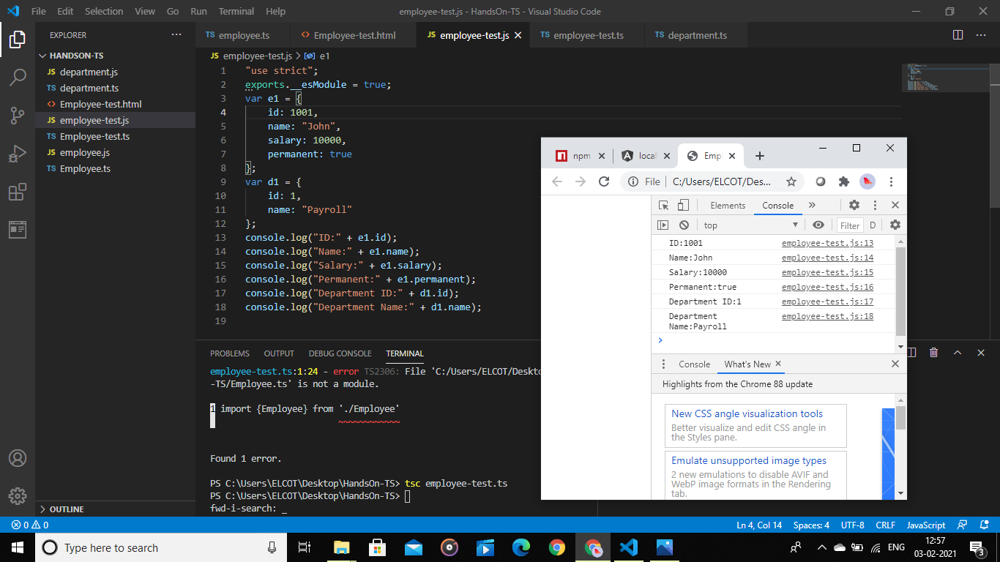 File Edit Selection View Go Run Terminal Help
employee-test.js - HandsOn-TS - Visual Studio Code
EXPLORER
HANDSON-TS
JS department.js
TS department.ts
<> Employee-test.html
JS employee-test.js
TS Employee-test.ts
JS employee.js
TS Employee.ts
OUTLINE
TS employee.ts
<> Employee-test.html
JS employee-test.js
TS employee-test.ts
TS department.ts
JS employee-test.js > e1
1 "use strict";
2 exports.__esModule = true;
3 var e1 = {
4 id: 1001,
5 name: "John",
6 salary: 10000,
7 permanent: true
8 };
9 var d1 = {
10 id: 1,
11 name: "Payroll"
12 };
13 console.log("ID:" + e1.id);
14 console.log("Name:" + e1.name);
15 console.log("Salary:" + e1.salary);
16 console.log("Permanent:" + e1.permanent);
17 console.log("Department ID:" + d1.id);
18 console.log("Department Name:" + d1.name);
19
PROBLEMS OUTPUT DEBUG CONSOLE TERMINAL
employee-test.ts:1:24 - error TS2306: File 'C:/Users/ELCOT/Deskto
-TS/Employee.ts' is not a module.
1 import {Employee} from './Employee'
~~~~~~~~~~~~
Found 1 error.
PS C:\Users\ELCOT\Desktop\HandsOn-TS> tsc employee-test.ts
PS C:\Users\ELCOT\Desktop\HandsOn-TS>
fwd-i-search: _
npm
local
Emp
File C:/Users/ELCOT/Des...
Elements Console »
top Filter D
ID:1001 employee-test.js:13
Name:John employee-test.js:14
Salary:10000 employee-test.js:15
Permanent:true employee-test.js:16
Department ID:1 employee-test.js:17
Department employee-test.js:18
Name:Payroll
Console What's New
Highlights from the Chrome 88 update
New CSS angle visualization tools
Better visualize and edit CSS angle in
the Styles pane.
Emulate unsupported image types
2 new emulations to disable AVIF and
WebP image formats in the Rendering
tab.
0 0
Ln 4, Col 14 Spaces: 4 UTF-8 CRLF JavaScript
Type here to search
ENG
12:57
03-02-2021
3